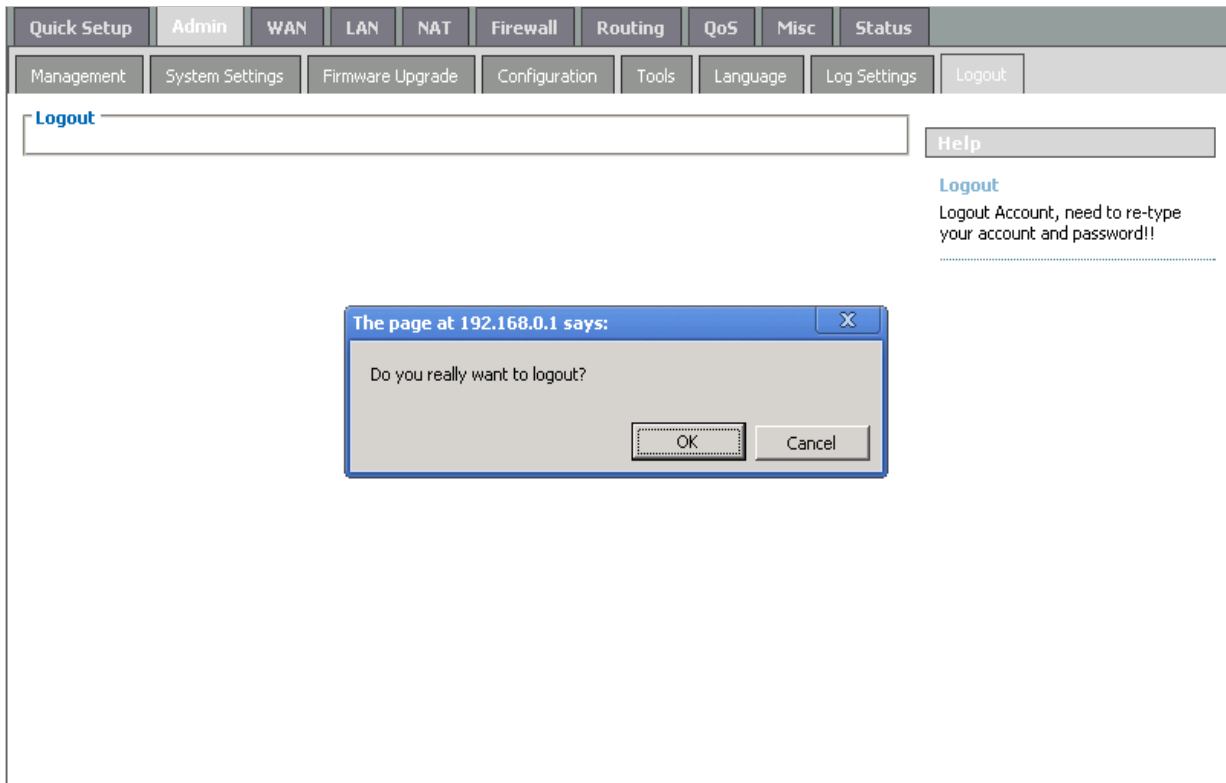 Quick Setup Admin WAN LAN NAT Firewall Routing QoS Misc Status
Management System Settings Firmware Upgrade Configuration Tools Language Log Settings Logout
Logout
Help
Logout
Logout Account, need to re-type
your account and password!!
The page at 192.168.0.1 says:
X
Do you really want to logout?
OK Cancel